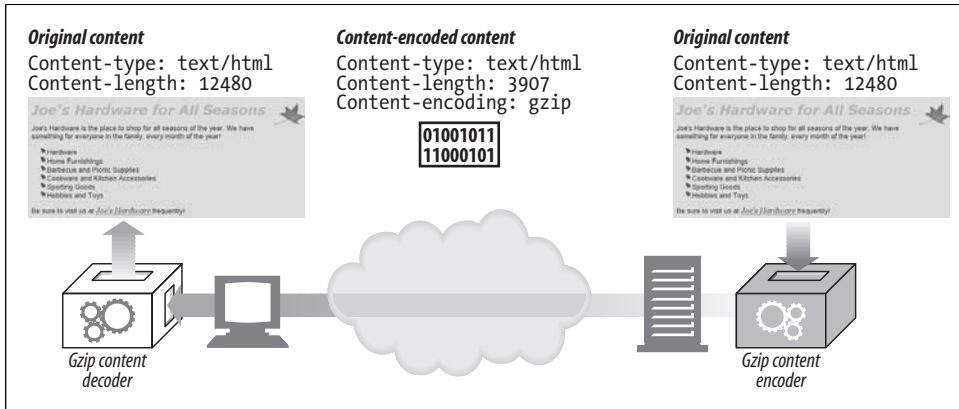 Original content
Content-type: text/html
Content-length: 12480
Joe's Hardware for All Seasons
Joe's Hardware is the place to shop for all seasons of the year. We have
something for everyone in the family, every month of the year!
Hardware
Home Furnishings
Barbecue and Picnic Supplies
Cookware and Kitchen Accessories
Sporting Goods
Hobbies and Toys
Be sure to visit us at Joe's Hardware frequently!
Content-encoded content
Content-type: text/html
Content-length: 3907
Content-encoding: gzip
01001011
11000101
Original content
Content-type: text/html
Content-length: 12480
Joe's Hardware for All Seasons
Joe's Hardware is the place to shop for all seasons of the year. We have
something for everyone in the family, every month of the year!
Hardware
Home Furnishings
Barbecue and Picnic Supplies
Cookware and Kitchen Accessories
Sporting Goods
Hobbies and Toys
Be sure to visit us at Joe's Hardware frequently!
Gzip content
decoder
Gzip content
encoder